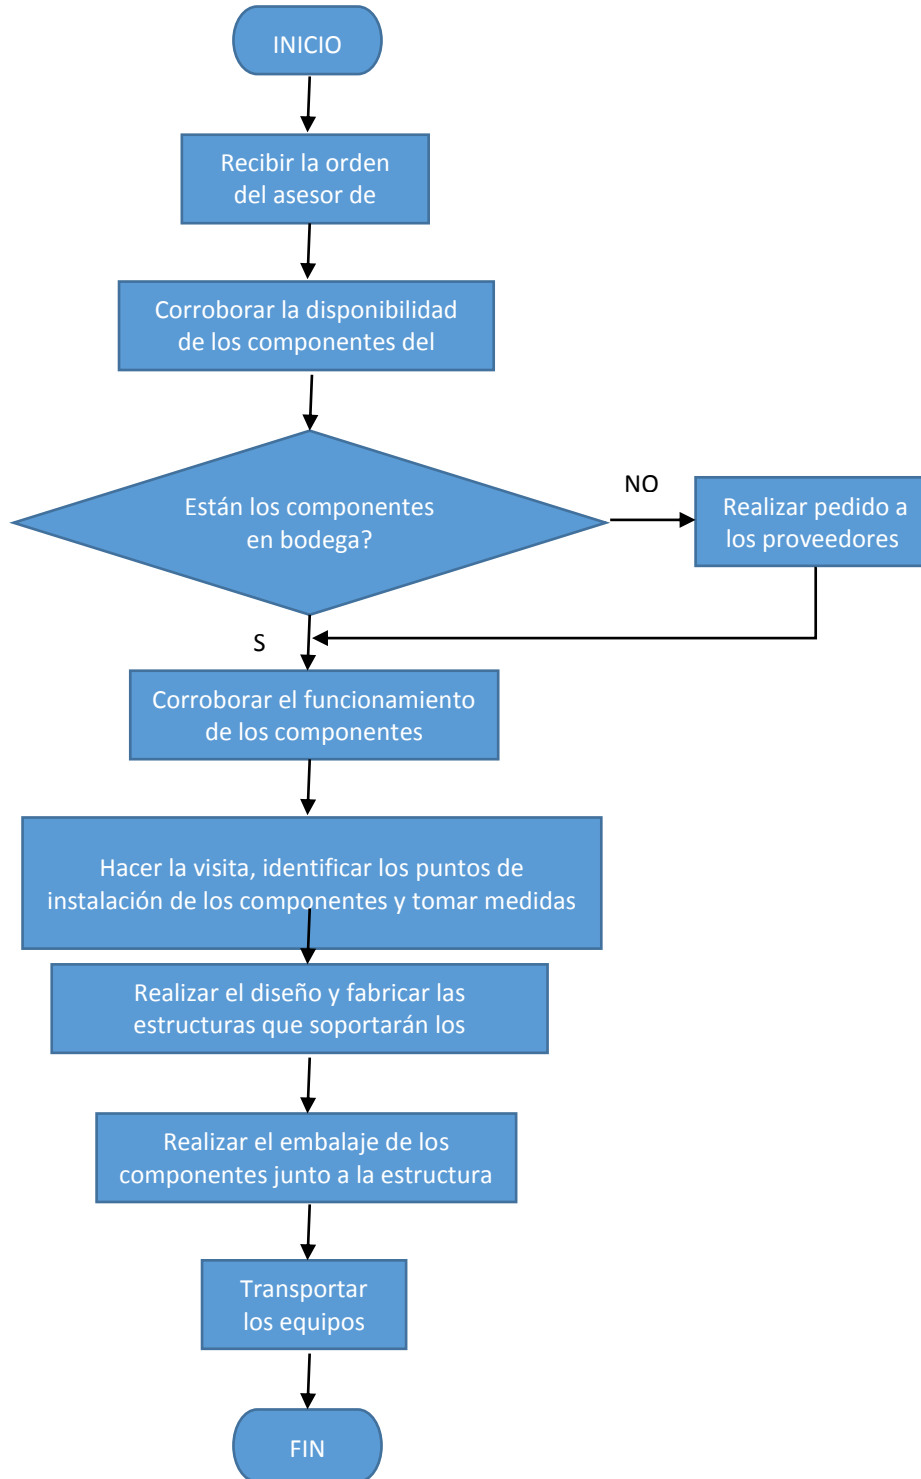 INICIO
Recibir la orden
del asesor de
Corroborar la disponibilidad
de los componentes del
Están los componentes
en bodega?
NO
Realizar pedido a
los proveedores
S
Corroborar el funcionamiento
de los componentes
Hacer la visita, identificar los puntos de
instalación de los componentes y tomar medidas
Realizar el diseño y fabricar las
estructuras que soportarán los
Realizar el embalaje de los
componentes junto a la estructura
Transportar
los equipos
FIN